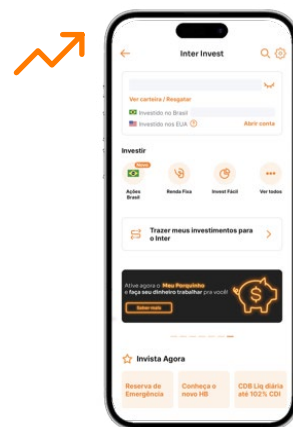 Inter Invest
Ver carteira / Resgatar
Investido no Brasil
Investido nos EUA
Abrir conta
Investir
Ações Brasil
Renda Fixa
Invest Fácil
Ver todos
Trazer meus investimentos para
o Inter
Ative agora o Meu Porquinho
e faça seu dinheiro trabalhar pra você!
Saber mais
Invista Agora
Reserva de
Emergência
Conheça o
novo HB
CDB Liq diária
até 102% CDI